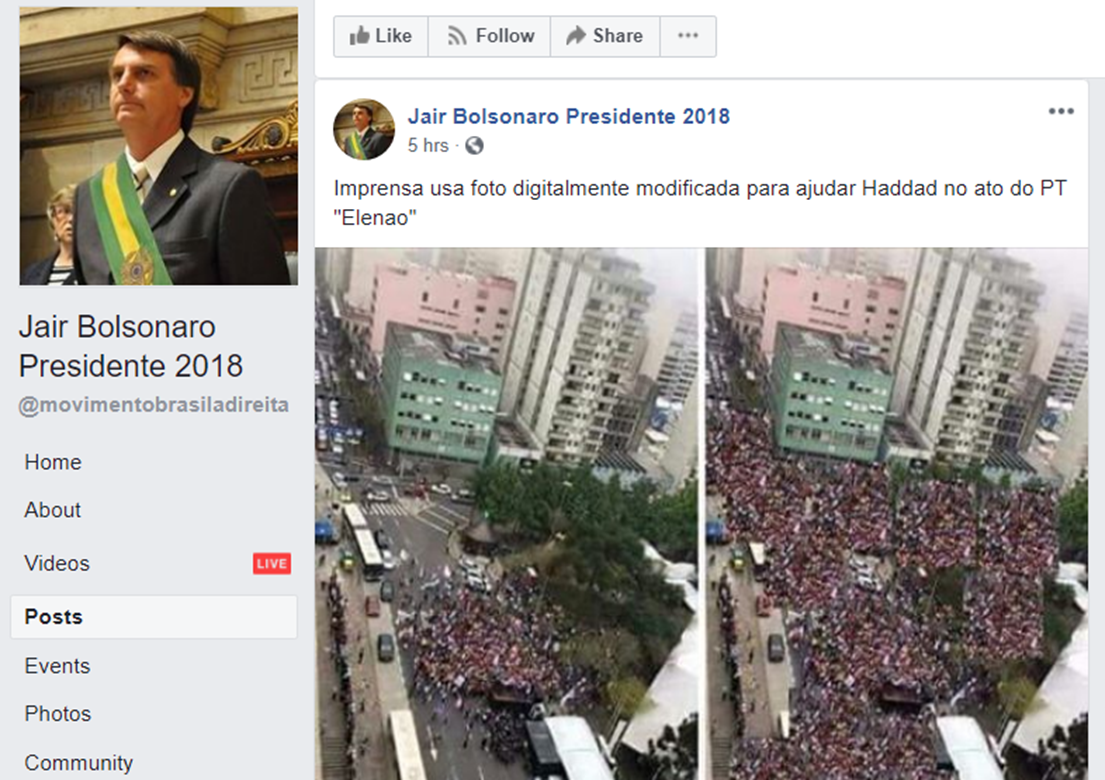 Like
Follow
Share
Jair Bolsonaro Presidente 2018
5 hrs ·
Imprensa usa foto digitalmente modificada para ajudar Haddad no ato do PT
"Elenao"
Jair Bolsonaro
Presidente 2018
@movimentobrasiladireita
Home
About
Videos LIVE
Posts
Events
Photos
Community